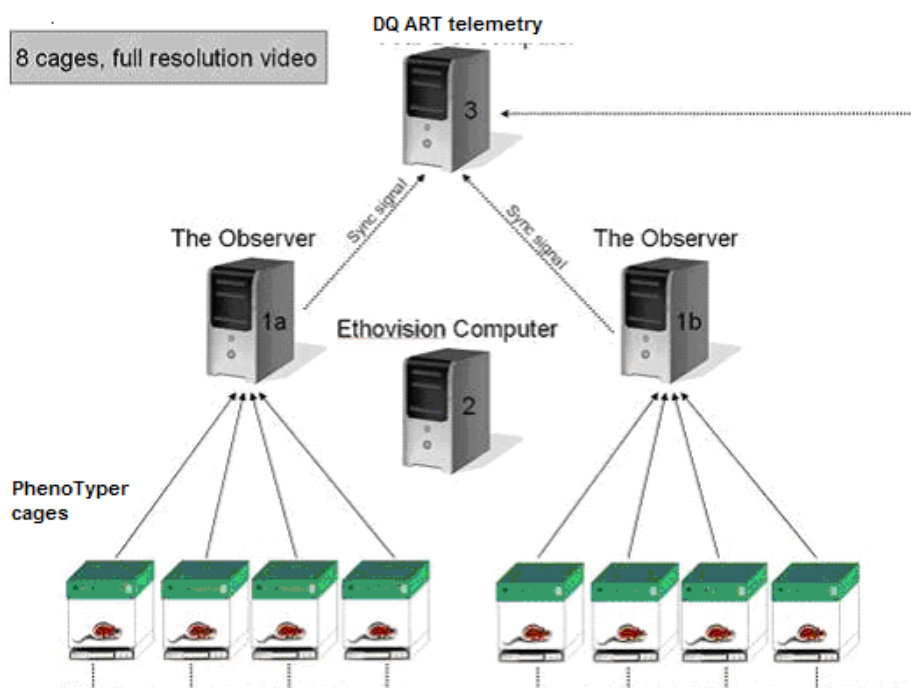 DQ ART telemetry
8 cages, full resolution video
3
Sync signal
Sync signal
The Observer
The Observer
1a
1b
Ethovision Computer
2
PhenoTyper
cages